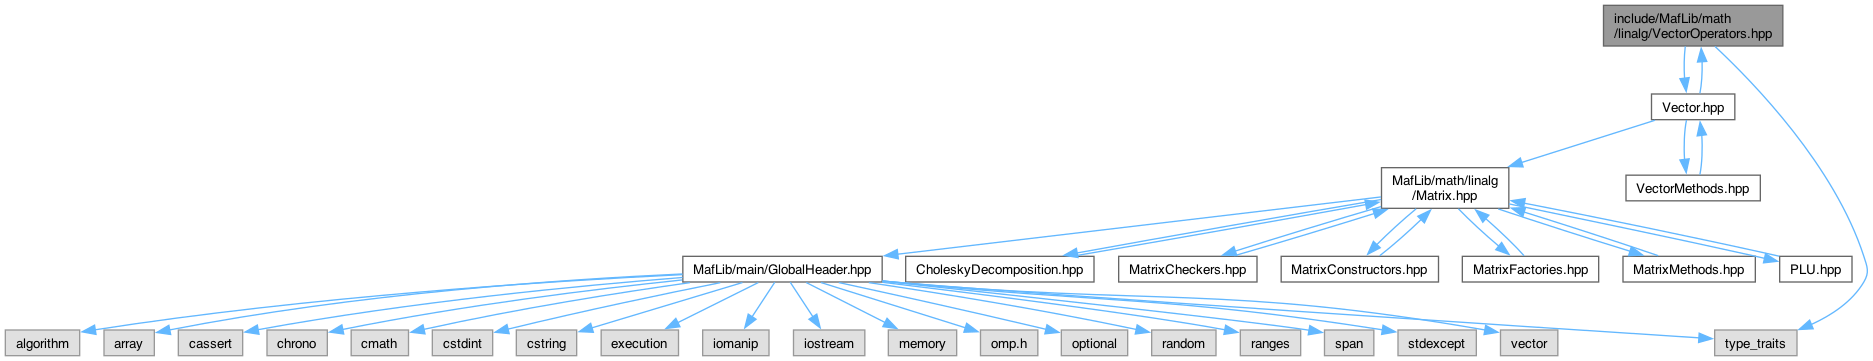 include/MafLib/math
/linalg/VectorOperators.hpp
Vector.hpp
MafLib/math/linalg
/Matrix.hpp
VectorMethods.hpp
MafLib/main/GlobalHeader.hpp
CholeskyDecomposition.hpp
MatrixCheckers.hpp
MatrixConstructors.hpp
MatrixFactories.hpp
MatrixMethods.hpp
PLU.hpp
algorithm
array
cassert
chrono
cmath
cstdint
cstring
execution
iomanip
iostream
memory
omp.h
optional
random
ranges
span
stdexcept
vector
type_traits